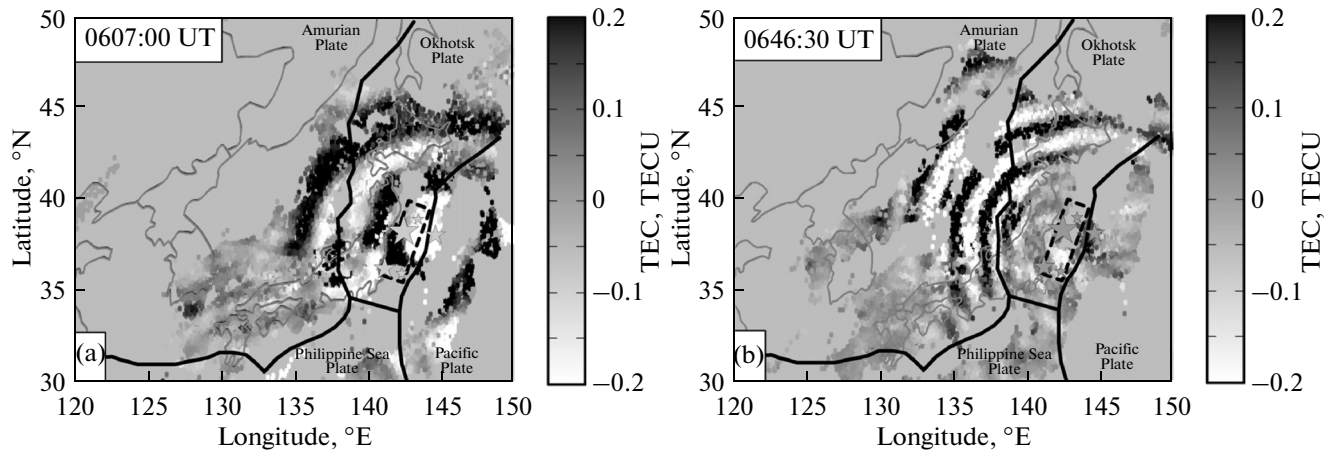 50
45
40
35
30
Latitude, °N
0607:00 UT
Amurian
Plate
Okhotsk
Plate
(a)
Philippine Sea
Plate
Pacific
Plate
120
125
130
135
140
145
150
Longitude, °E
0.2
0.1
0
−0.1
−0.2
TEC, TECU
50
45
40
35
30
Latitude, °N
0646:30 UT
Amurian
Plate
Okhotsk
Plate
(b)
Philippine Sea
Plate
Pacific
Plate
120
125
130
135
140
145
150
Longitude, °E
0.2
0.1
0
−0.1
−0.2
TEC, TECU